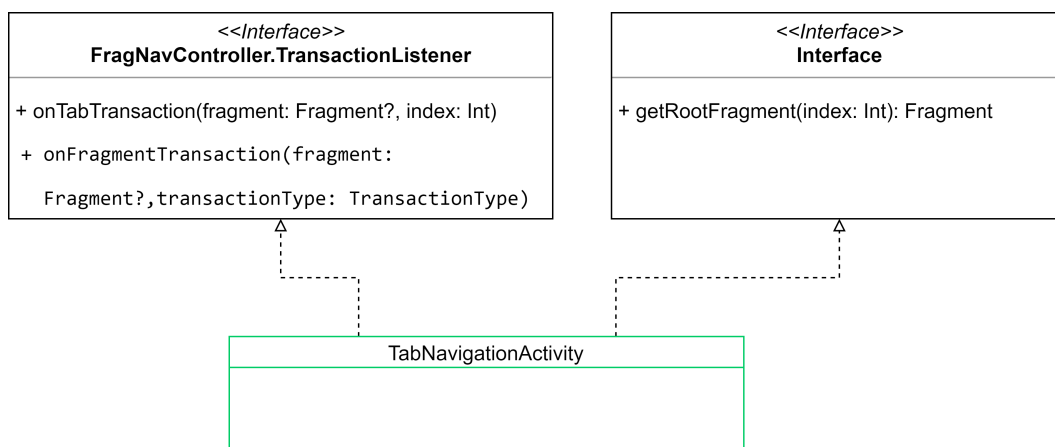 <<Interface>>
FragNavController.TransactionListener
+ onTabTransaction(fragment: Fragment?, index: Int)
+ onFragmentTransaction(fragment:
Fragment?,transactionType: TransactionType)
<<Interface>>
Interface
+ getRootFragment(index: Int): Fragment
TabNavigationActivity